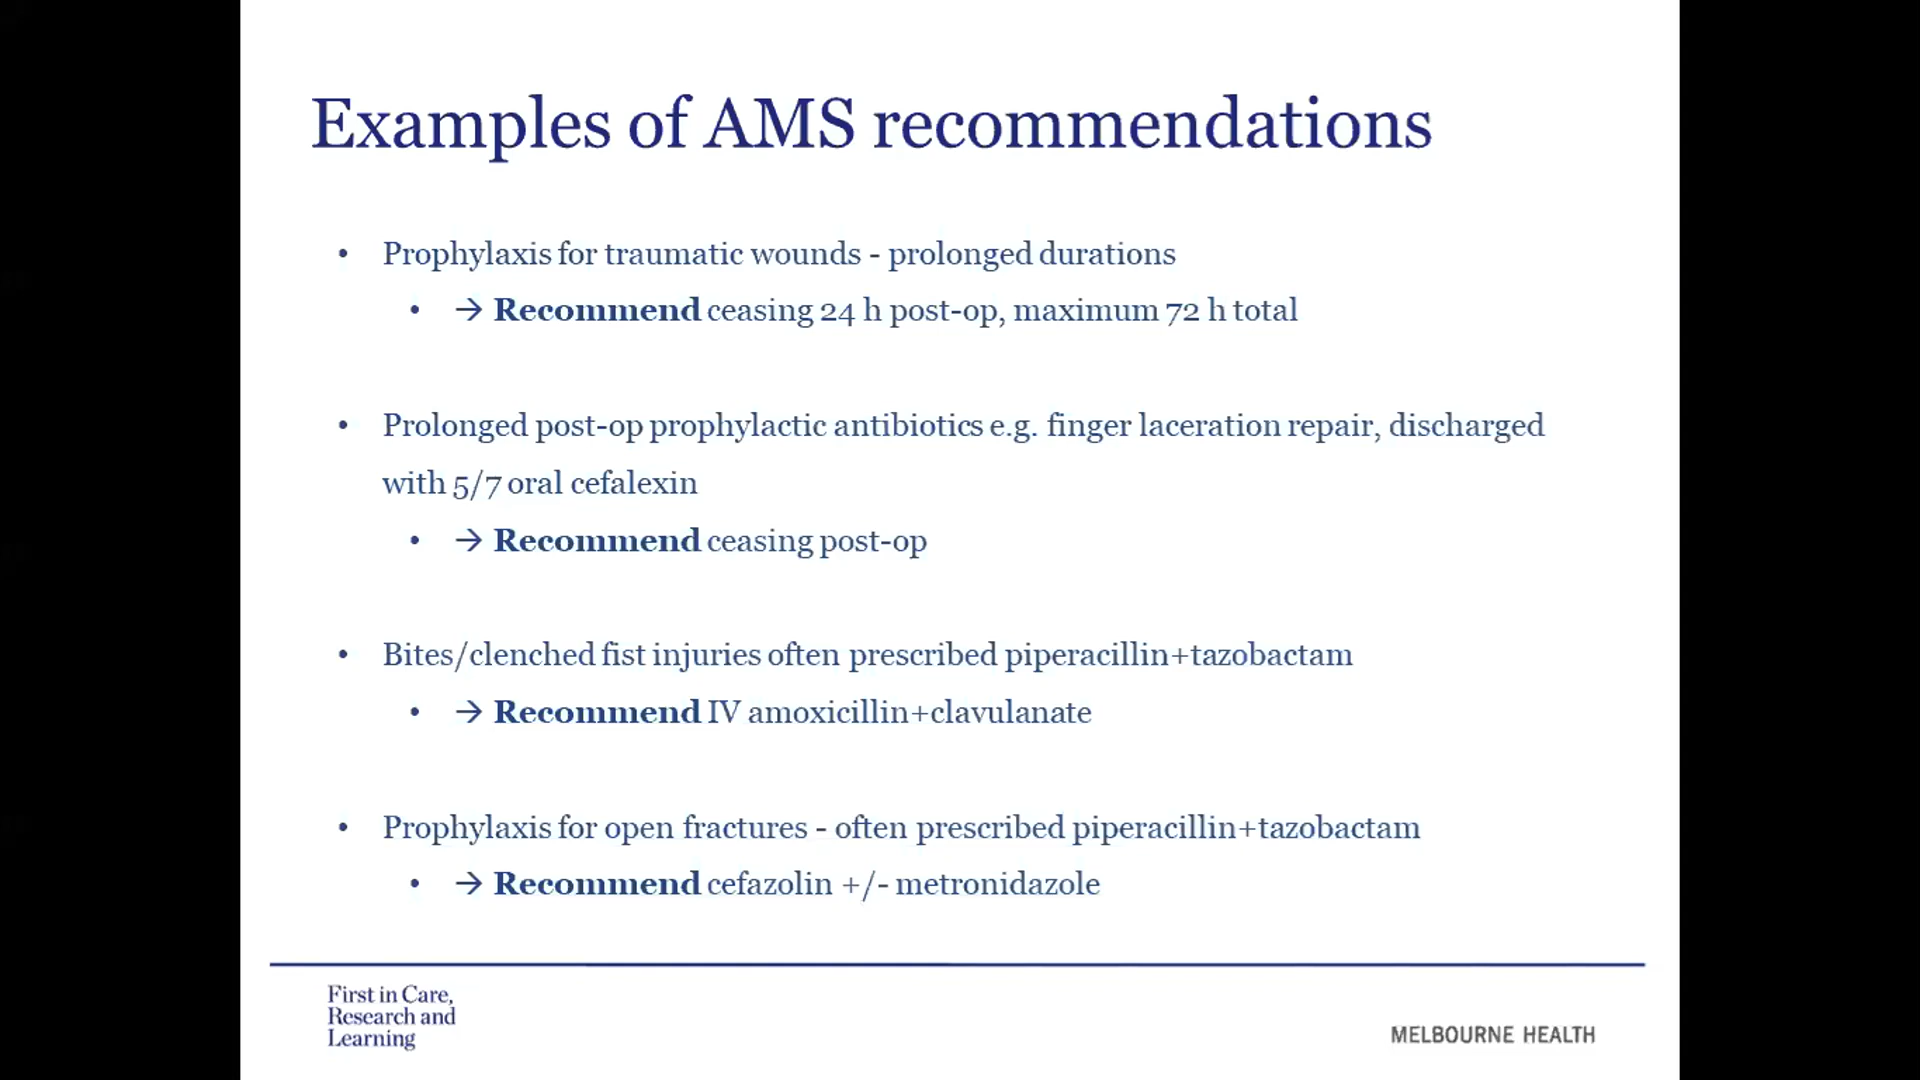 Examples of AMS recommendations
• Prophylaxis for traumatic wounds - prolonged durations
• → Recommend ceasing 24 h post-op, maximum 72 h total
• Prolonged post-op prophylactic antibiotics e.g. finger laceration repair, discharged
with 5/7 oral cefalexin
• → Recommend ceasing post-op
• Bites/clenched fist injuries often prescribed piperacillin+tazobactam
• → Recommend IV amoxicillin+clavulanate
• Prophylaxis for open fractures - often prescribed piperacillin+tazobactam
• → Recommend cefazolin +/- metronidazole
First in Care,
Research and
Learning
MELBOURNE HEALTH